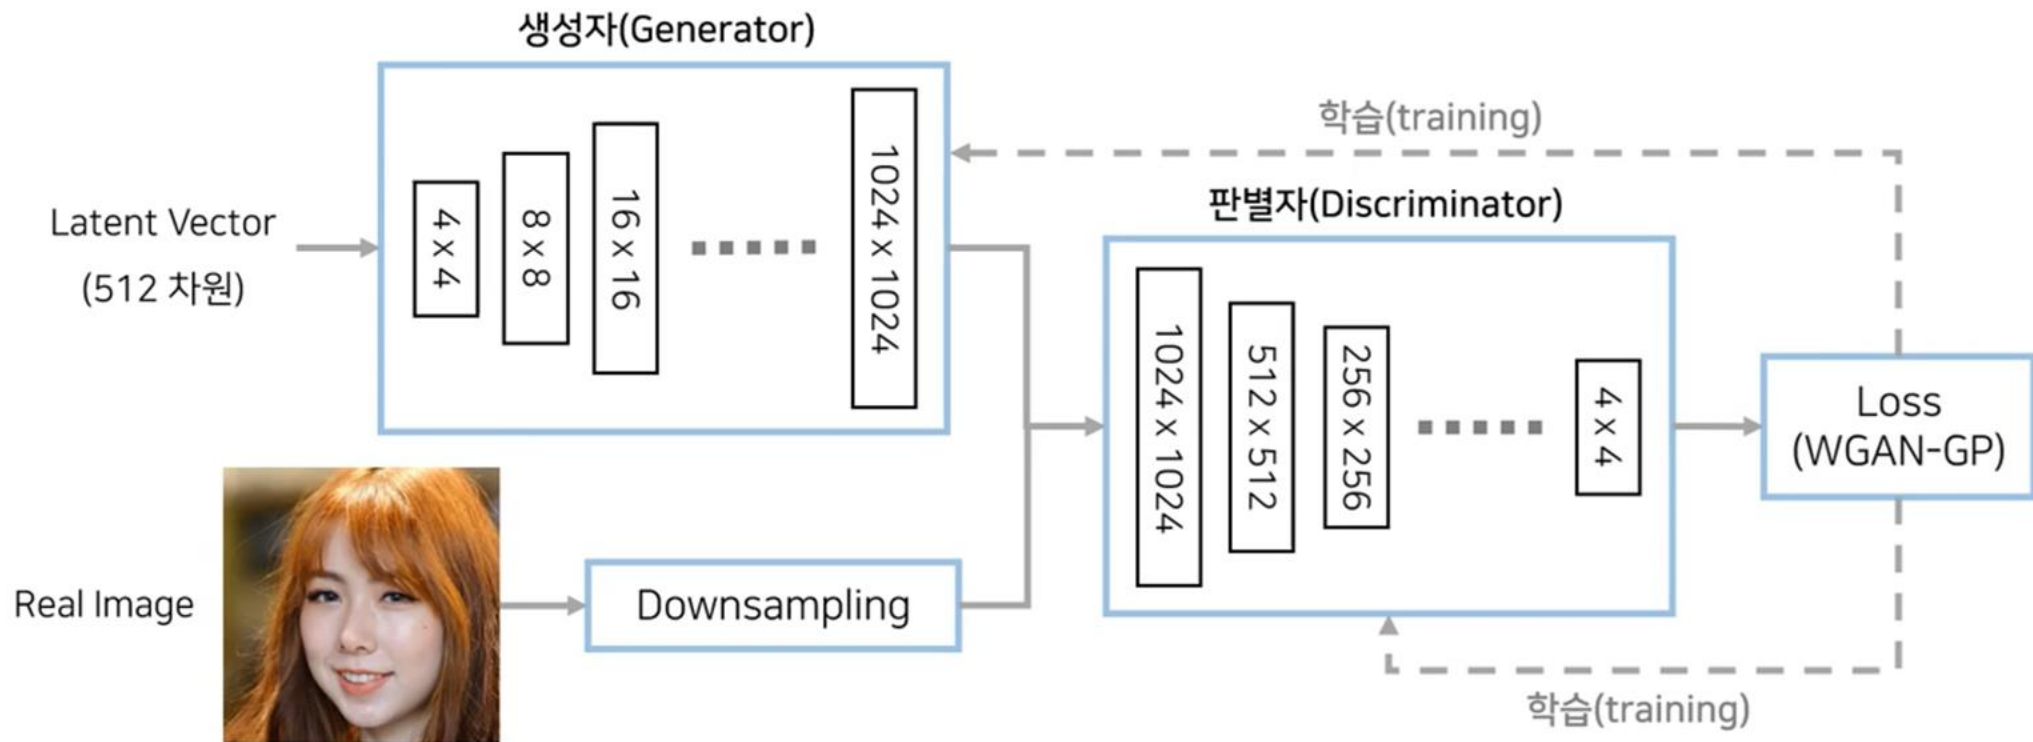 생성자(Generator)
Latent Vector
(512 차원)
4 x 4
8 x 8
16 x 16
1024 x 1024
학습(training)
판별자(Discriminator)
1024 x 1024
512 x 512
256 x 256
4 x 4
Loss
(WGAN-GP)
Real Image
Downsampling
학습(training)